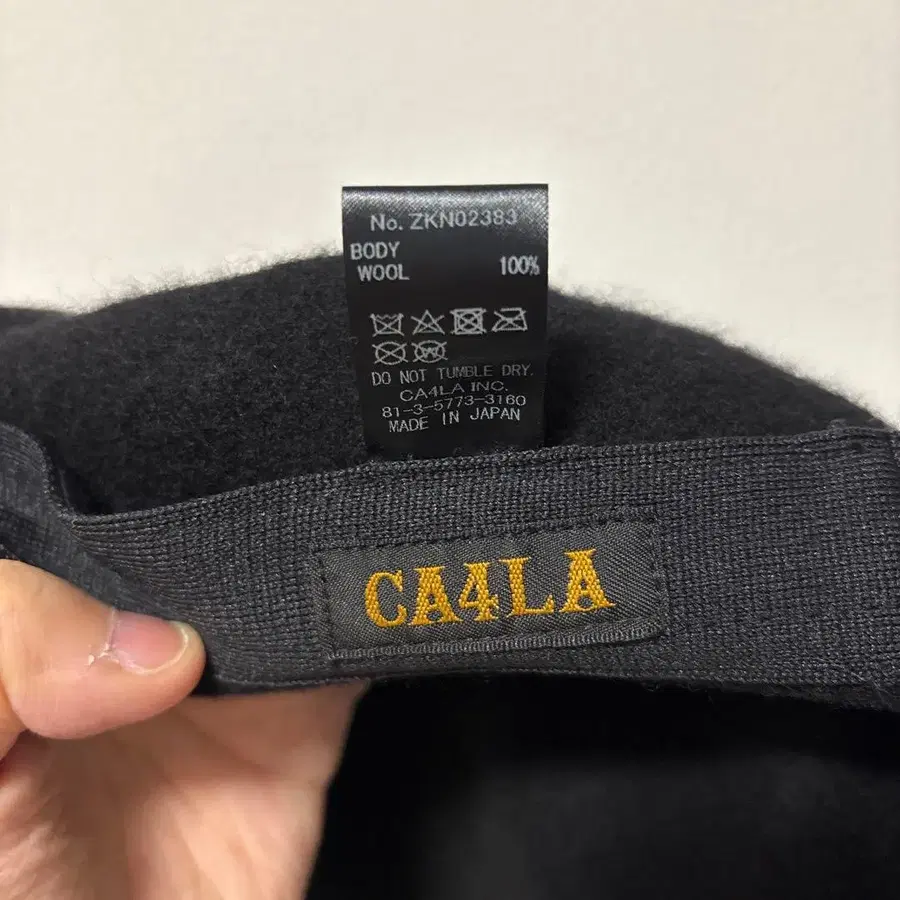 No. ZKN02383
BODY
WOOL 100%
DO NOT TUMBLE DRY.
CA4LA INC.
81-3-5773-3160
MADE IN JAPAN
CA4LA